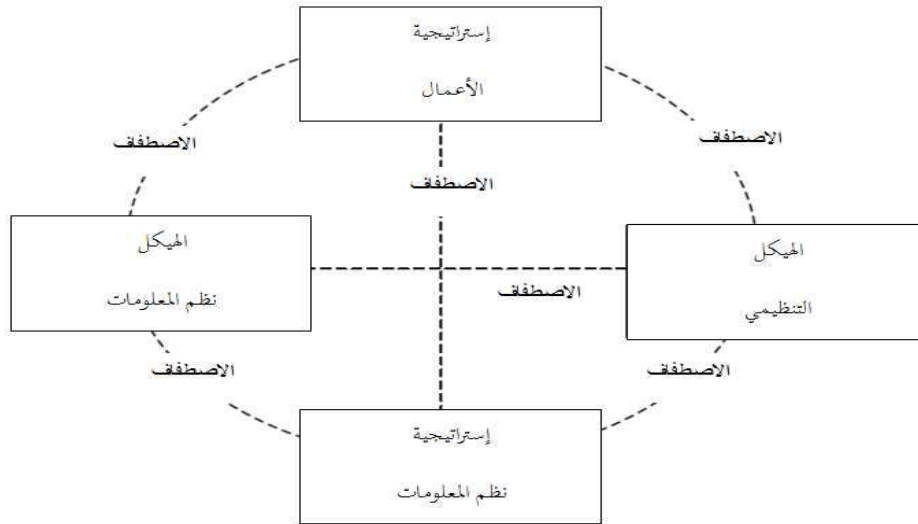 إستراتيجية
الأعمال
الاصطفاف
الاصطفاف
الاصطفاف
الهيكل
التنظيمي
الهيكل
نظم المعلومات
الاصطفاف
الاصطفاف
الاصطفاف
إستراتيجية
نظم المعلومات